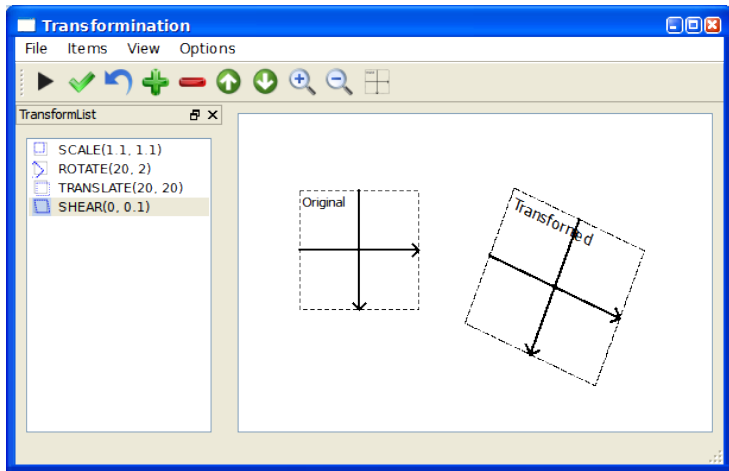 Transformination
File Items View Options
TransformList
SCALE(1.1, 1.1)
ROTATE(20, 2)
TRANSLATE(20, 20)
SHEAR(0, 0.1)
Original
Transformed